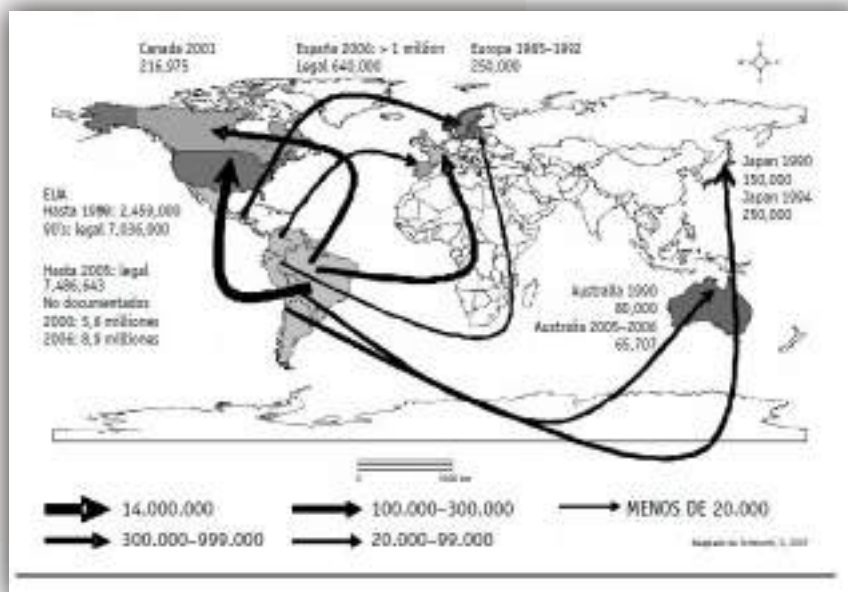 Canada 2001
216,975
España 2006: > 1 millón
Legal 640,000
Europa 1985–1992
250,000
EUA
Hasta 1990: 2,459,000
90's: legal 7,036,000
Hasta 2005: legal
7,486,643
No documentados
2000: 5,6 millones
2006: 8,9 millones
Japan 1990
150,000
Japan 1994
250,000
Australia 1990
80,000
Australia 2005–2006
65,707
0
14.000.000
100.000–300.000
MENOS DE 20.000
300.000–999.000
20.000–99.000